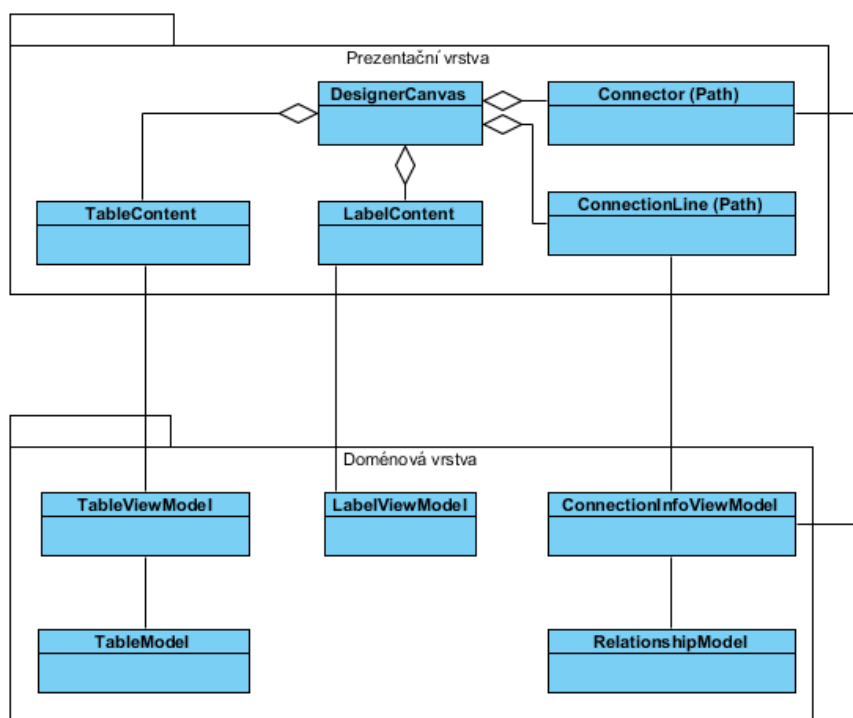 Prezentační vrstva
DesignerCanvas
Connector (Path)
TableContent
LabelContent
ConnectionLine (Path)
Doménová vrstva
TableViewModel
LabelViewModel
ConnectionInfoViewModel
TableModel
RelationshipModel